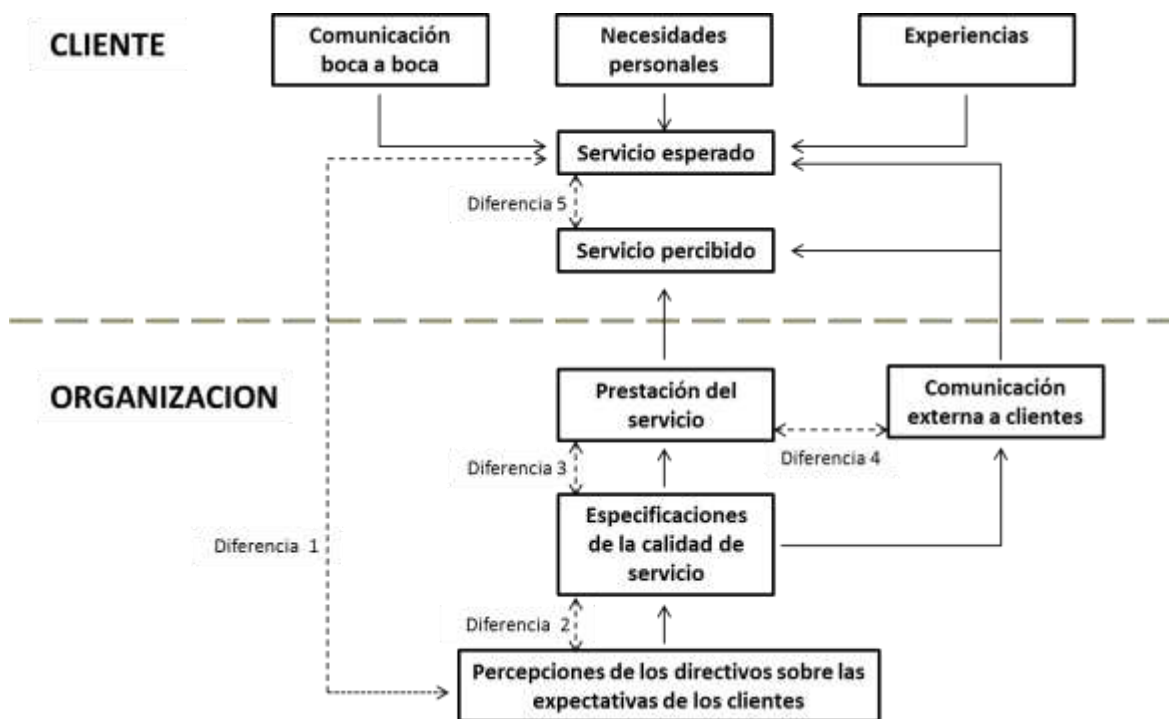 CLIENTE
Comunicación
boca a boca
Necesidades
personales
Experiencias
Servicio esperado
Diferencia 5
Servicio percibido
ORGANIZACION
Prestación del
servicio
Comunicación
externa a clientes
Diferencia 3
Diferencia 4
Especificaciones
de la calidad de
servicio
Diferencia 1
Diferencia 2
Percepciones de los directivos sobre las
expectativas de los clientes